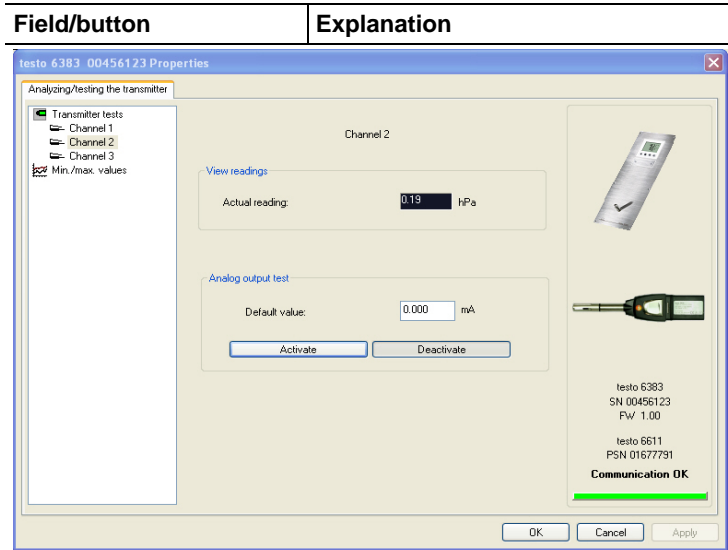 Field/button Explanation
testo 6383 00456123 Properties
Analyzing/testing the transmitter
Transmitter tests
Channel 1
Channel 2
Channel 3
Min./max. values
Channel 2
View readings
Actual reading: 0.19 hPa
Analog output test
Default value: 0.000 mA
Activate Deactivate
testo 6383
SN 00456123
FW 1.00
testo 6611
PSN 01677791
Communication OK
OK Cancel Apply